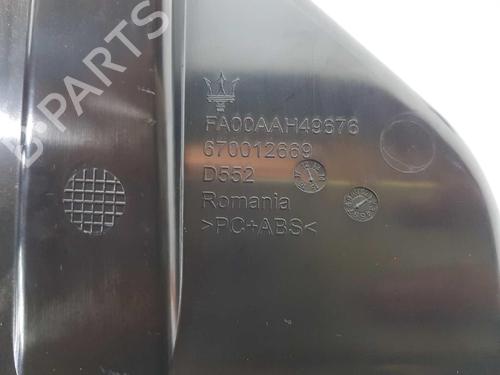 B-PARTS
FA00AAH49676
670012669
D552
Romania
>PC+ABS<